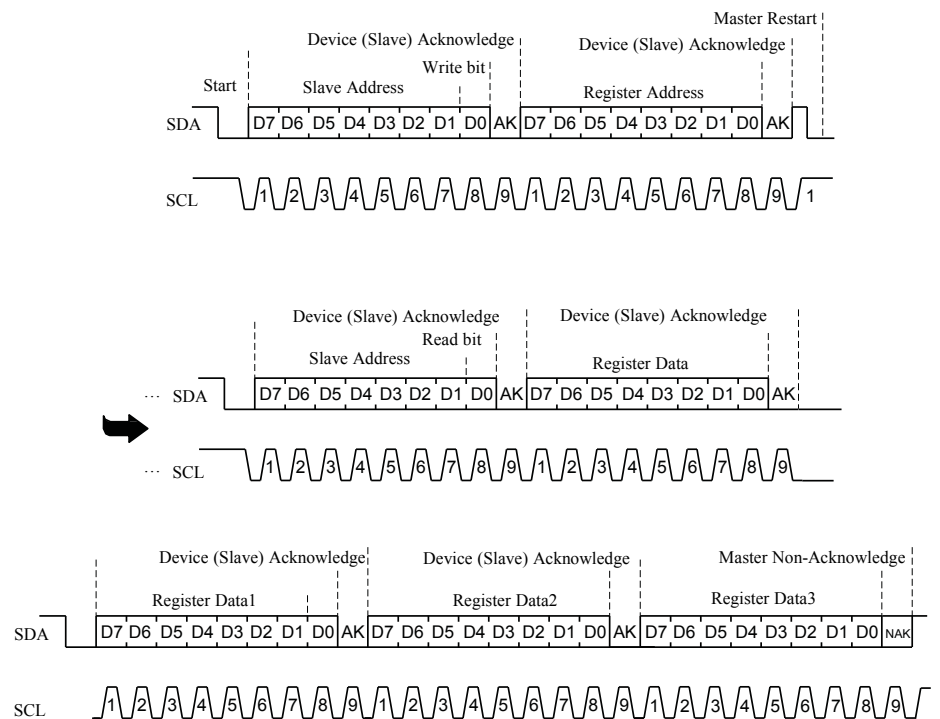 Master Restart
Device (Slave) Acknowledge Device (Slave) Acknowledge
Write bit
Start Slave Address Register Address
SDA D7 D6 D5 D4 D3 D2 D1 D0 AK D7 D6 D5 D4 D3 D2 D1 D0 AK
SCL 1 2 3 4 5 6 7 8 9 1 2 3 4 5 6 7 8 9 1
Device (Slave) Acknowledge Device (Slave) Acknowledge
Read bit
Slave Address Register Data
... SDA D7 D6 D5 D4 D3 D2 D1 D0 AK D7 D6 D5 D4 D3 D2 D1 D0 AK
... SCL 1 2 3 4 5 6 7 8 9 1 2 3 4 5 6 7 8 9
Device (Slave) Acknowledge Device (Slave) Acknowledge Master Non-Acknowledge
Register Data1 Register Data2 Register Data3
SDA D7 D6 D5 D4 D3 D2 D1 D0 AK D7 D6 D5 D4 D3 D2 D1 D0 AK D7 D6 D5 D4 D3 D2 D1 D0 NAK
SCL 1 2 3 4 5 6 7 8 9 1 2 3 4 5 6 7 8 9 1 2 3 4 5 6 7 8 9